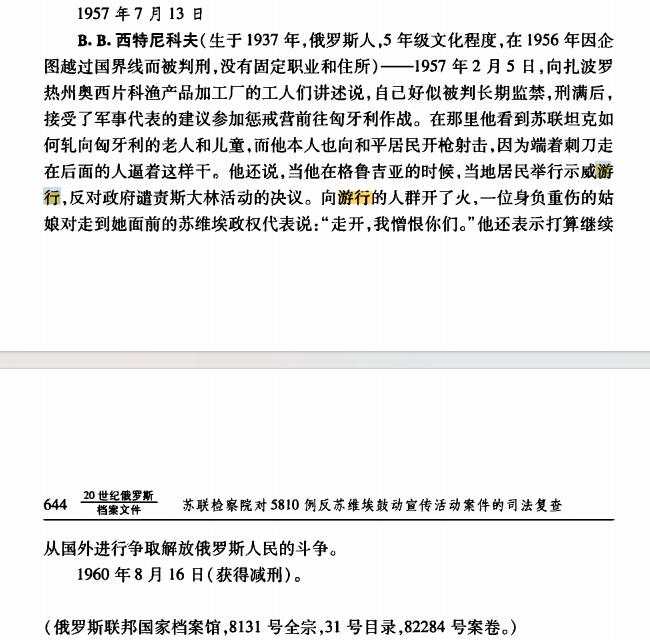 1957 年 7 月 13 日
B. B. 西特尼科夫(生于 1937 年,俄罗斯人,5 年级文化程度,在 1956 年因企
图越过国界线而被判刑,没有固定职业和住所)——1957 年 2 月 5 日,向扎波罗
热州奥西片科渔产品加工厂的工人们讲述说,自己好似被判长期监禁,刑满后,
接受了军事代表的建议参加惩戒营前往匈牙利作战。在那里他看到苏联坦克如
何轧向匈牙利的老人和儿童,而他本人也向和平居民开枪射击,因为端着刺刀走
在后面的人逼着这样干。他还说,当他在格鲁吉亚的时候,当地居民举行示威游
行,反对政府谴责斯大林活动的决议。向游行的人群开了火,一位身负重伤的姑
娘对走到她面前的苏维埃政权代表说:“走开,我憎恨你们。”他还表示打算继续
644 20 世纪俄罗斯档案文件 苏联检察院对 5810 例反苏维埃鼓动宣传活动案件的司法复查
从国外进行争取解放俄罗斯人民的斗争。
1960 年 8 月 16 日(获得减刑)。
(俄罗斯联邦国家档案馆,8131 号全宗,31 号目录,82284 号案卷。)